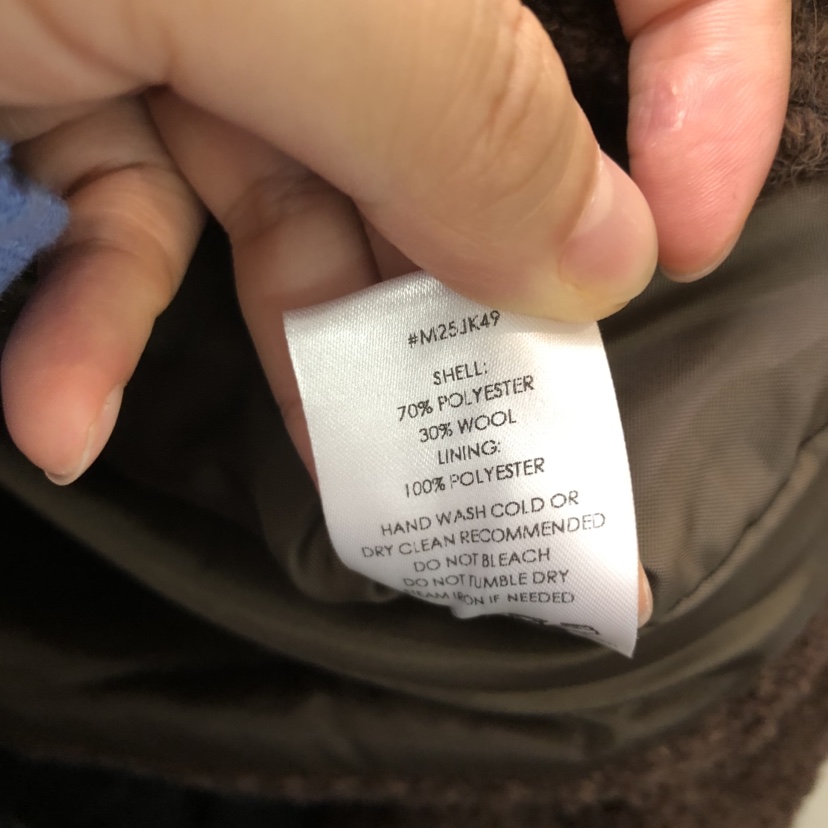 #M25JK49
SHELL:
70% POLYESTER
30% WOOL
LINING:
100% POLYESTER
HAND WASH COLD OR
DRY CLEAN RECOMMENDED
DO NOT BLEACH
DO NOT TUMBLE DRY
STEAM IRON IF NEEDED